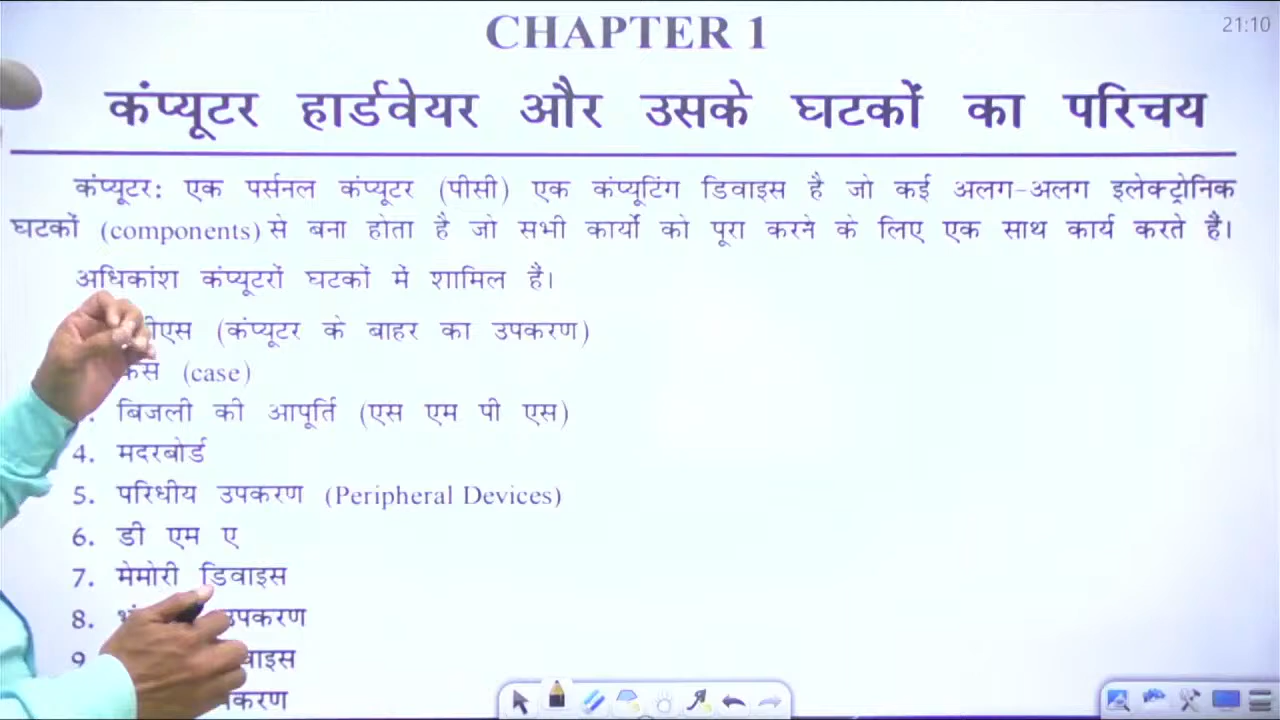 CHAPTER 1
21:10
कंप्यूटर हार्डवेयर और उसके घटकों का परिचय
कंप्यूटर: एक पर्सनल कंप्यूटर (पीसी) एक कंप्यूटिंग डिवाइस है जो कई अलग-अलग इलेक्ट्रोनिक
घटकों (components) से बना होता है जो सभी कार्यों को पूरा करने के लिए एक साथ कार्य करते हैं।
अधिकांश कंप्यूटरों घटकों में शामिल हैं।
(कंप्यूटर के बाहर का उपकरण)
केस (case)
बिजली की आपूर्ति (एस एम पी एस)
4. मदरबोर्ड
5. परिधीय उपकरण (Peripheral Devices)
6. डी एम ए
7. मेमोरी डिवाइस
8. उपकरण
9